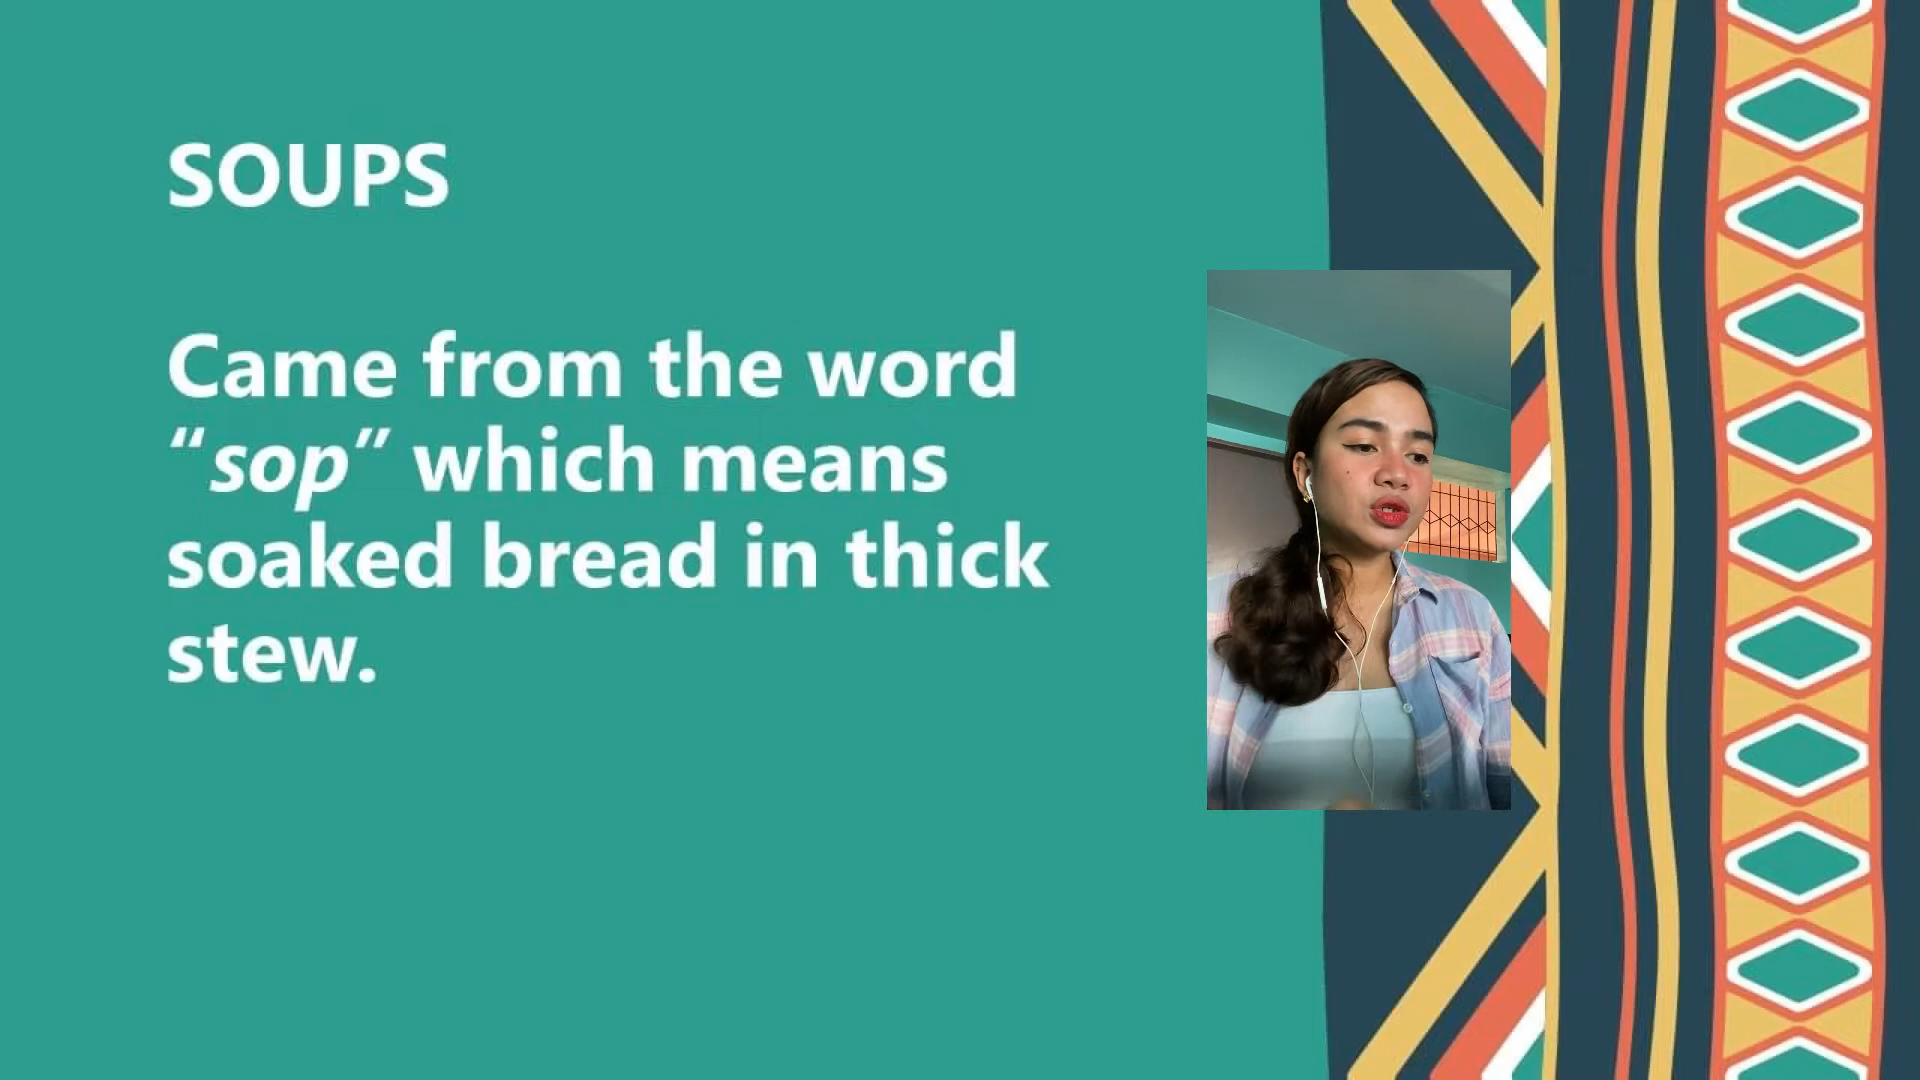 SOUPS
Came from the word
“sop” which means
soaked bread in thick
stew.